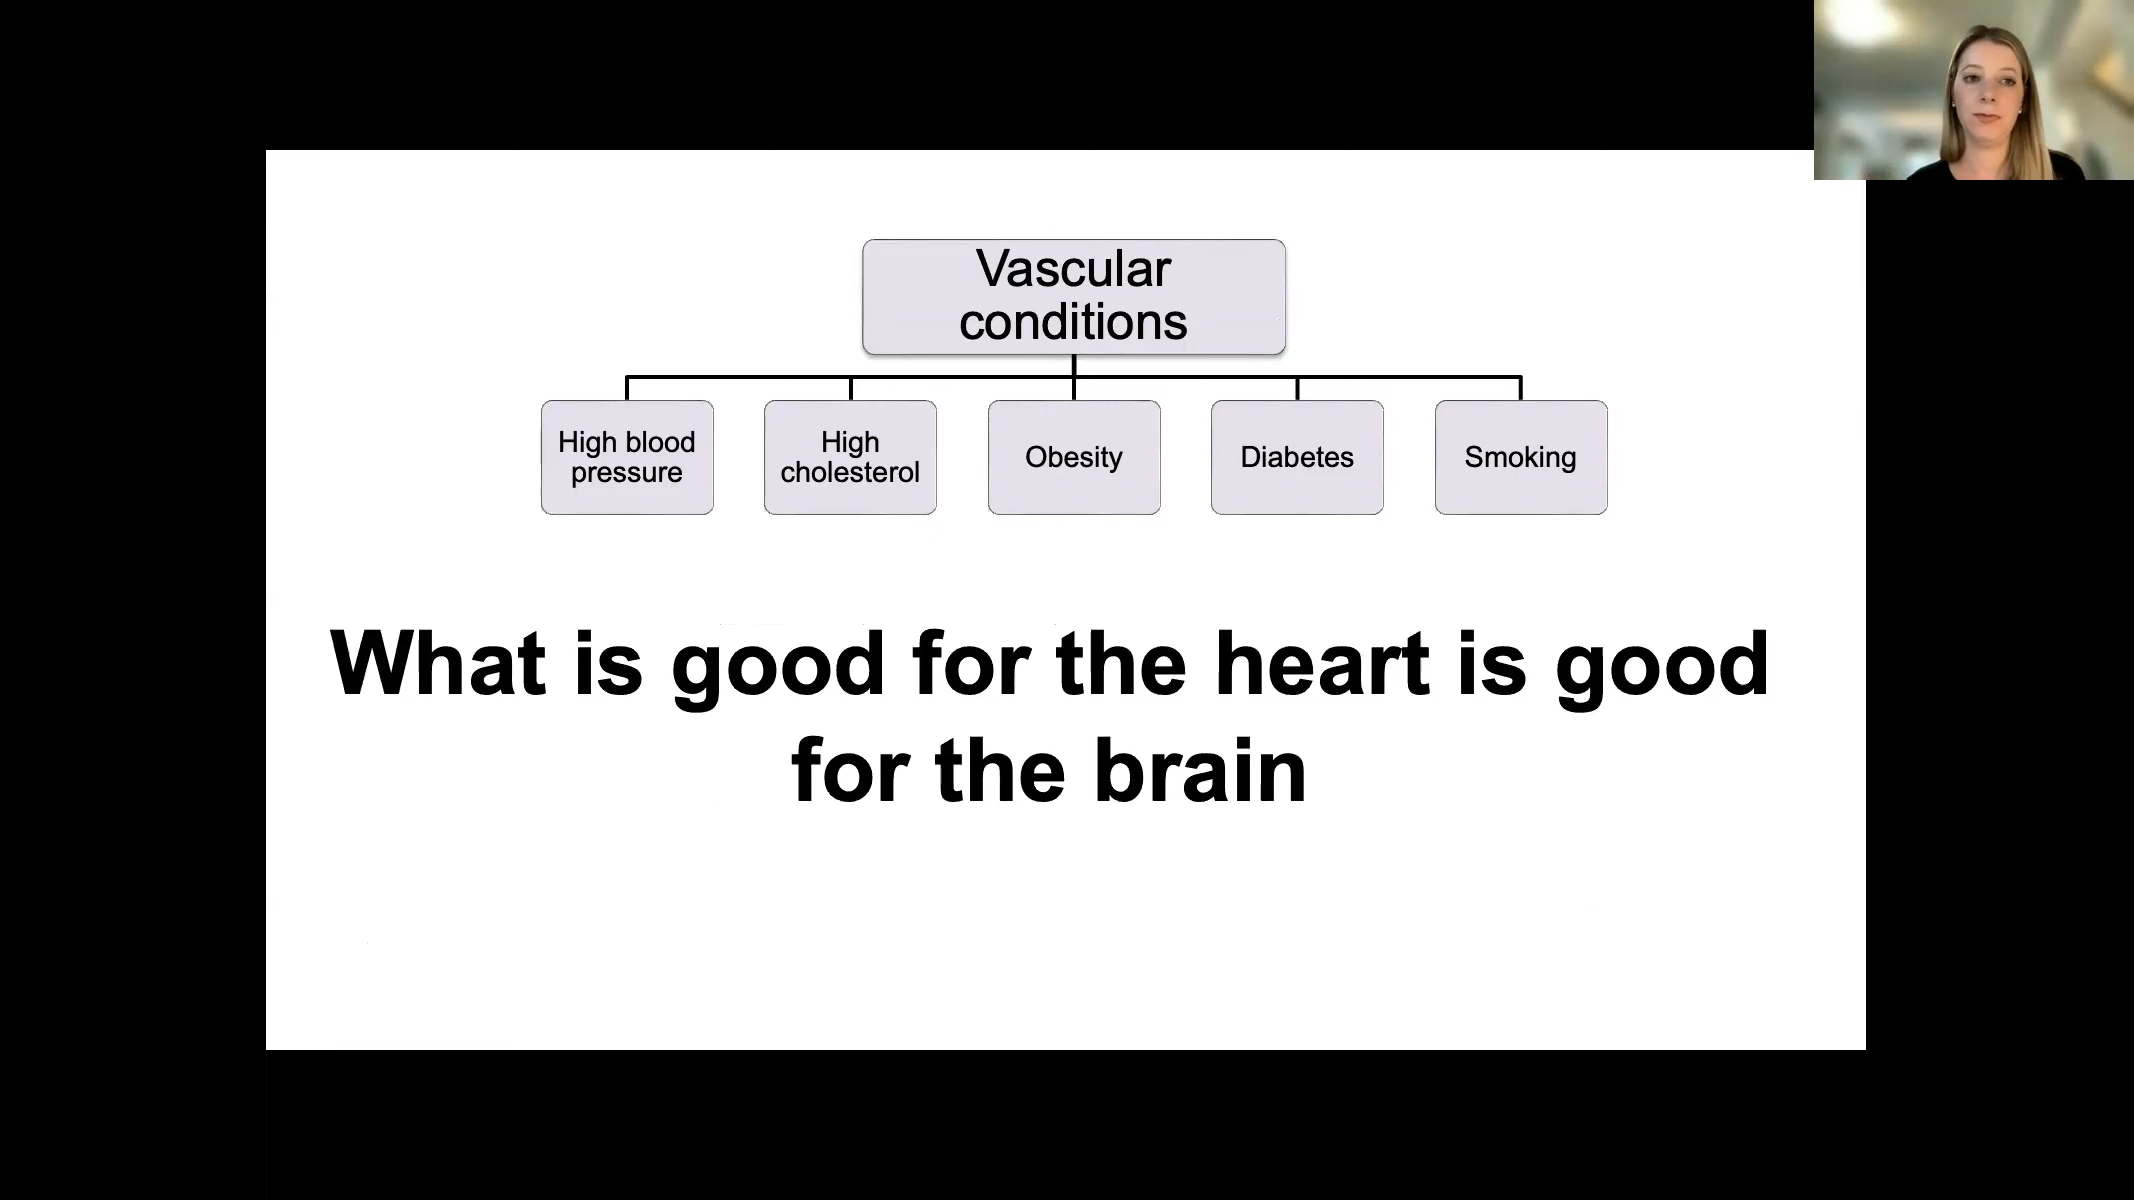 Vascular
conditions
High blood
pressure
High
cholesterol
Obesity
Diabetes
Smoking
What is good for the heart is good
for the brain